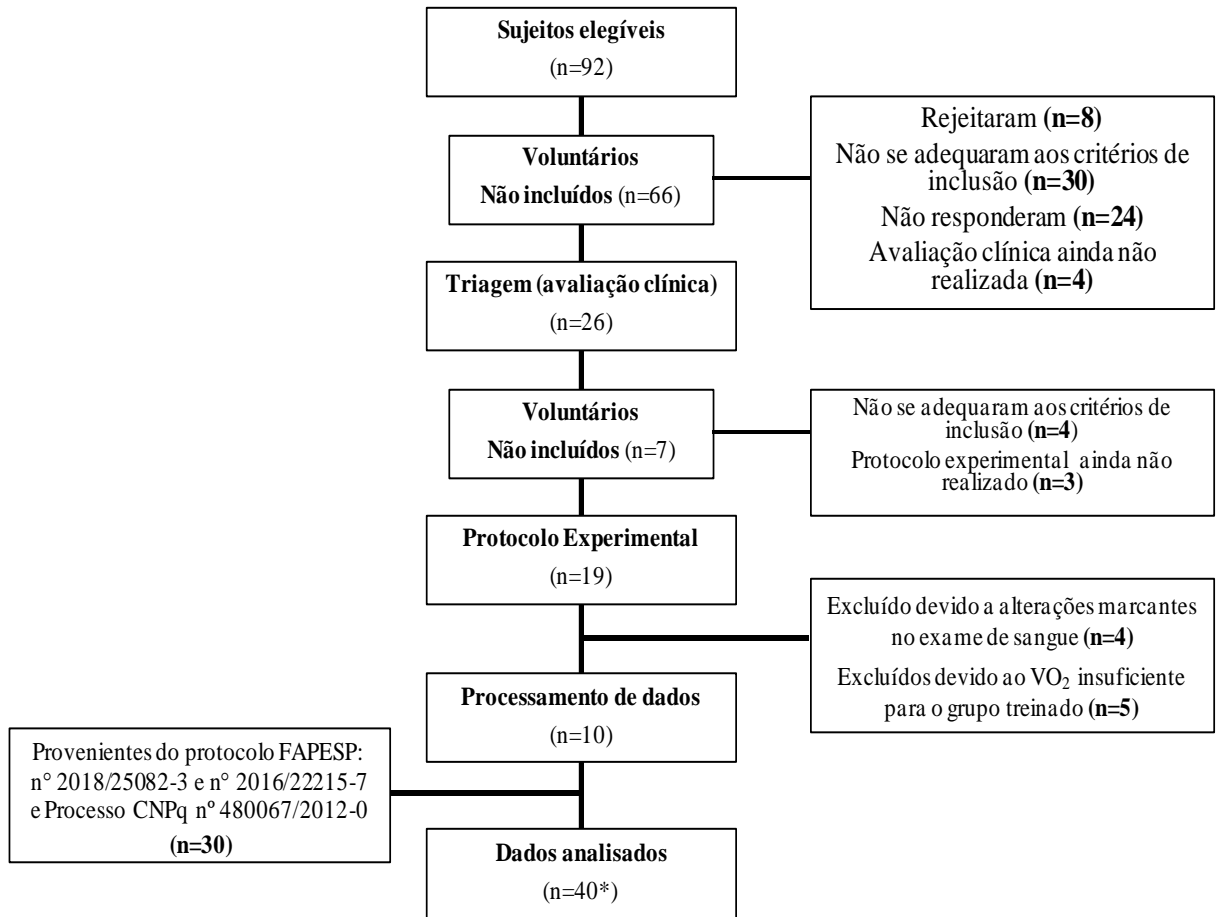 Sujeitos elegíveis
(n=92)
Voluntários
Não incluídos (n=66)
Rejeitaram (n=8)
Não se adequaram aos critérios de
inclusão (n=30)
Não responderam (n=24)
Avaliação clínica ainda não
realizada (n=4)
Triagem (avaliação clínica)
(n=26)
Voluntários
Não incluídos (n=7)
Não se adequaram aos critérios de
inclusão (n=4)
Protocolo experimental ainda não
realizado (n=3)
Protocolo Experimental
(n=19)
Excluído devido a alterações marcantes
no exame de sangue (n=4)
Excluídos devido ao VO₂ insuficiente
para o grupo treinado (n=5)
Processamento de dados
(n=10)
Provenientes do protocolo FAPESP:
n° 2018/25082-3 e n° 2016/22215-7
e Processo CNPq nº 480067/2012-0
(n=30)
Dados analisados
(n=40*)